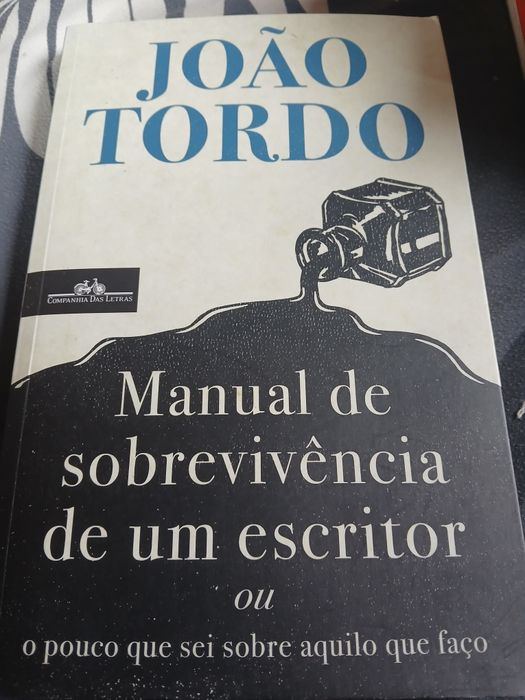 JOÃO
TORDO
COMPANHIA DAS LETRAS
Manual de
sobrevivência
de um escritor
ou
o pouco que sei sobre aquilo que faço